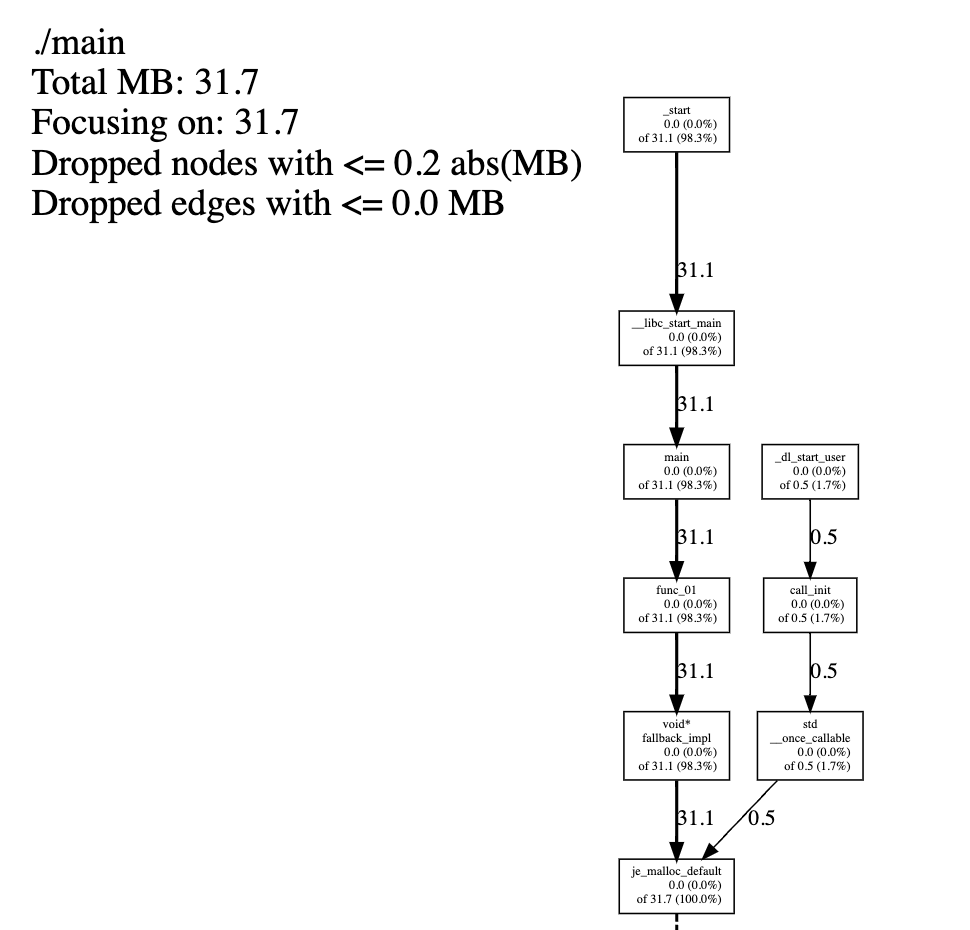 ./main
Total MB: 31.7
Focusing on: 31.7
Dropped nodes with <= 0.2 abs(MB)
Dropped edges with <= 0.0 MB
_start
0.0 (0.0%)
of 31.1 (98.3%)
31.1
__libc_start_main
0.0 (0.0%)
of 31.1 (98.3%)
31.1
main
0.0 (0.0%)
of 31.1 (98.3%)
_dl_start_user
0.0 (0.0%)
of 0.5 (1.7%)
31.1
0.5
func_01
0.0 (0.0%)
of 31.1 (98.3%)
call_init
0.0 (0.0%)
of 0.5 (1.7%)
31.1
0.5
void*
fallback_impl
0.0 (0.0%)
of 31.1 (98.3%)
std
__once_callable
0.0 (0.0%)
of 0.5 (1.7%)
31.1
0.5
je_malloc_default
0.0 (0.0%)
of 31.7 (100.0%)